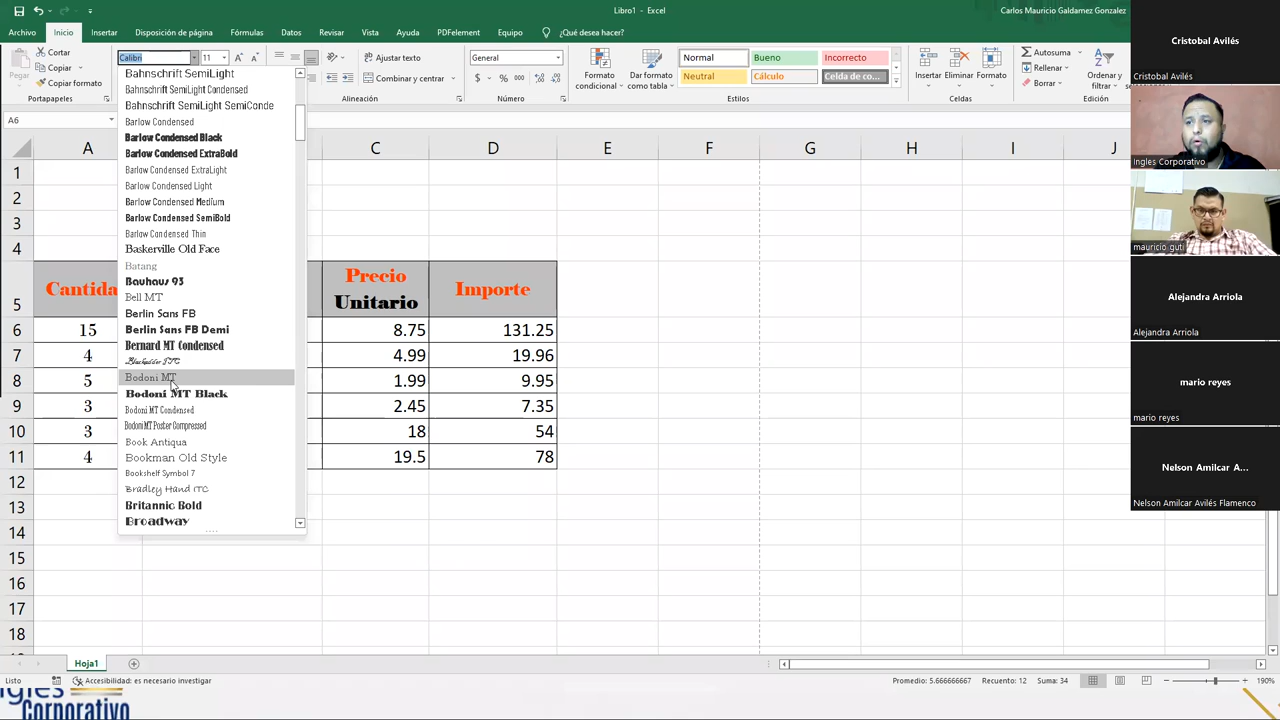 Libro1 - Excel
Carlos Mauricio Galdamez Gonzalez
Archivo Inicio Insertar Disposición de página Fórmulas Datos Revisar Vista Ayuda PDFelement Equipo ¿Qué desea hacer?
Pegar
Cortar
Copiar
Copiar formato
Portapapeles
Calibri 11
Ajustar texto
Combinar y centrar
Alineación
General
$ % 000
Número
Formato condicional
Dar formato como tabla
Normal Bueno Incorrecto
Neutral Cálculo Celda de co...
Estilos
Insertar Eliminar Formato
Celdas
Autosuma
Rellenar
Borrar
Ordenar y
Edición
A6
A C D E F G H I J
Bahnschrift SemiLight
Bahnschrift SemiLight Condensed
Bahnschrift SemiLight SemiConde
Barlow Condensed
Barlow Condensed Black
Barlow Condensed ExtraBold
Barlow Condensed ExtraLight
Barlow Condensed Light
Barlow Condensed Medium
Barlow Condensed SemiBold
Barlow Condensed Thin
Baskerville Old Face
Batang
Bauhaus 93
Bell MT
Berlin Sans FB
Berlin Sans FB Demi
Bernard MT Condensed
Blackadder ITC
Bodoni MT
Bodoni MT Black
Bodoni MT Condensed
Bodoni MT Poster Compressed
Book Antiqua
Bookman Old Style
Bookshelf Symbol 7
Bradley Hand ITC
Britannic Bold
Broadway
1
2
3
4
5 Cantida Precio Unitario Importe
6 15 8.75 131.25
7 4 4.99 19.96
8 5 1.99 9.95
9 3 2.45 7.35
10 3 18 54
11 4 19.5 78
12
13
14
15
16
17
18
Hoja1
Listo
Accesibilidad: es necesario investigar
Promedio: 5.666666667 Recuento: 12 Suma: 34
190%
Ingles
Corporativo
Cristobal Avilés
Cristobal Avilés
Ingles Corporativo
mauricio guti
Alejandra Arriola
Alejandra Arriola
mario reyes
mario reyes
Nelson Amilcar A...
Nelson Amilcar Avilés Flamenco